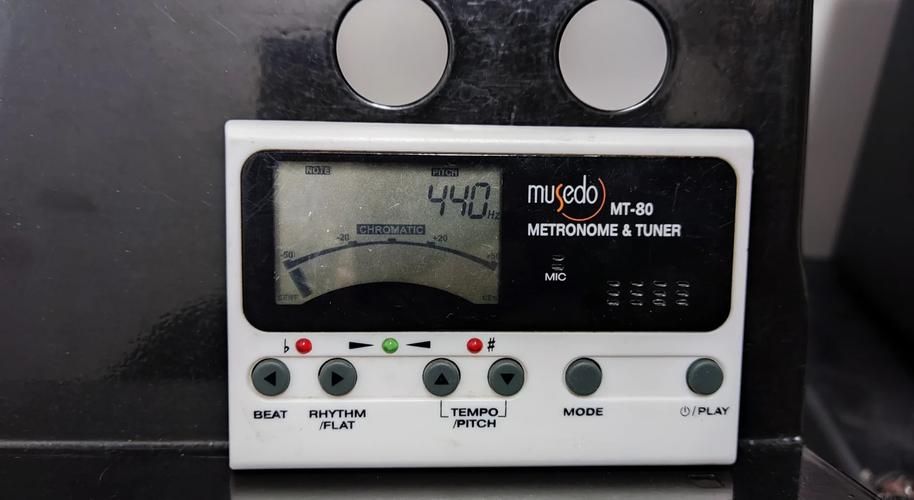 NOTE PITCH
440Hz
CHROMATIC
-50 -20 +20 +50
musedo MT-80
METRONOME & TUNER
MIC
♭ #
BEAT RHYTHM TEMPO MODE ⏻/PLAY
/FLAT /PITCH